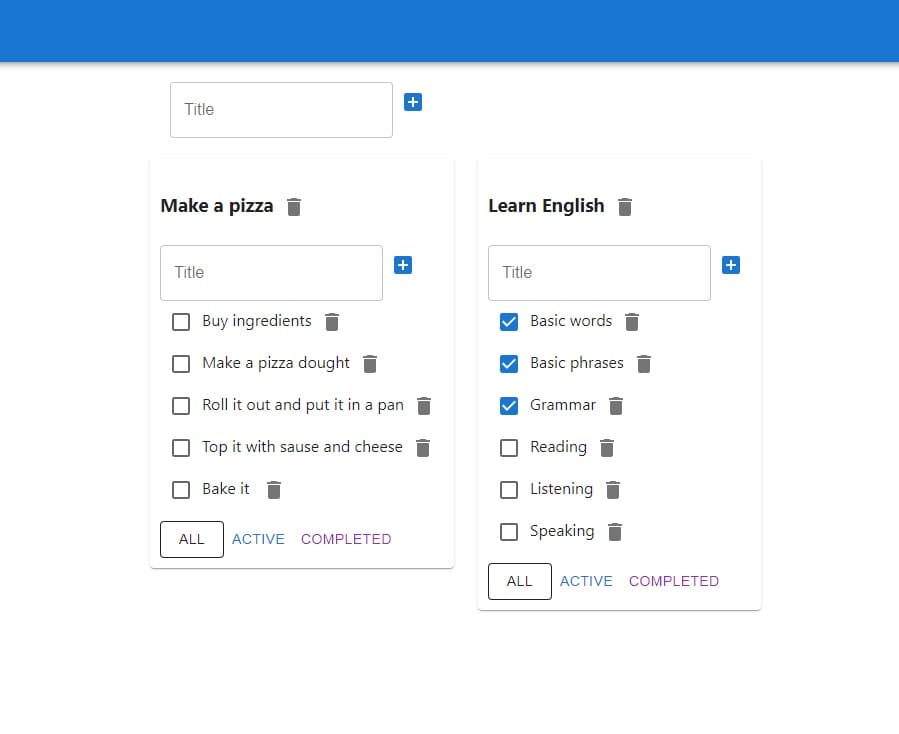 Title
Make a pizza
Title
Buy ingredients
Make a pizza dought
Roll it out and put it in a pan
Top it with sause and cheese
Bake it
ALL ACTIVE COMPLETED
Learn English
Title
Basic words
Basic phrases
Grammar
Reading
Listening
Speaking
ALL ACTIVE COMPLETED